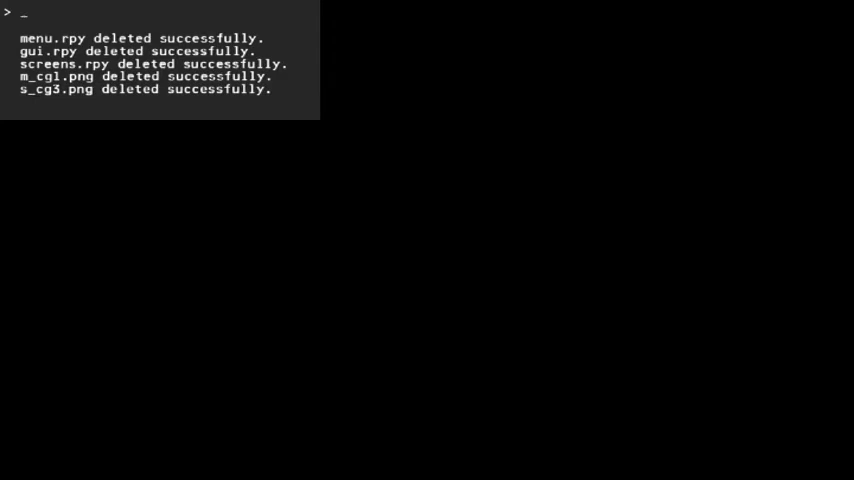 > _
menu.rpy deleted successfully.
gui.rpy deleted successfully.
screens.rpy deleted successfully.
m_cg1.png deleted successfully.
s_cg3.png deleted successfully.